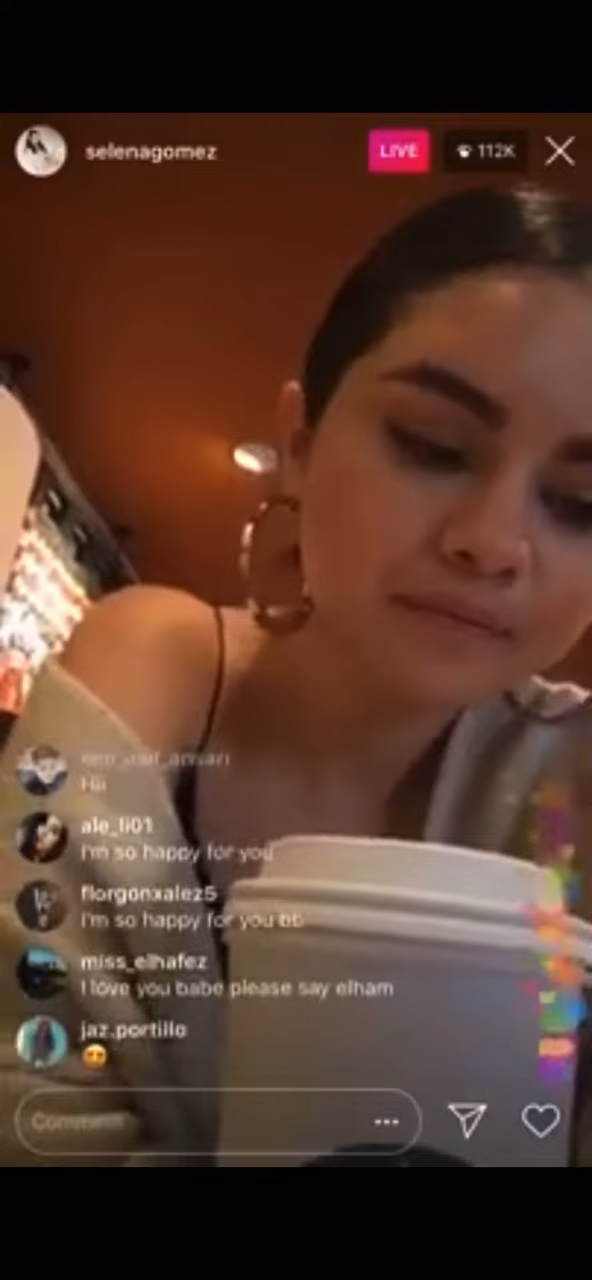 selenagomez
LIVE
112K
Hii
ale_li01
I'm so happy for you
florgonxalez5
I'm so happy for you bb
miss_elhafez
I love you babe please say elham
jaz.portillo
Comment